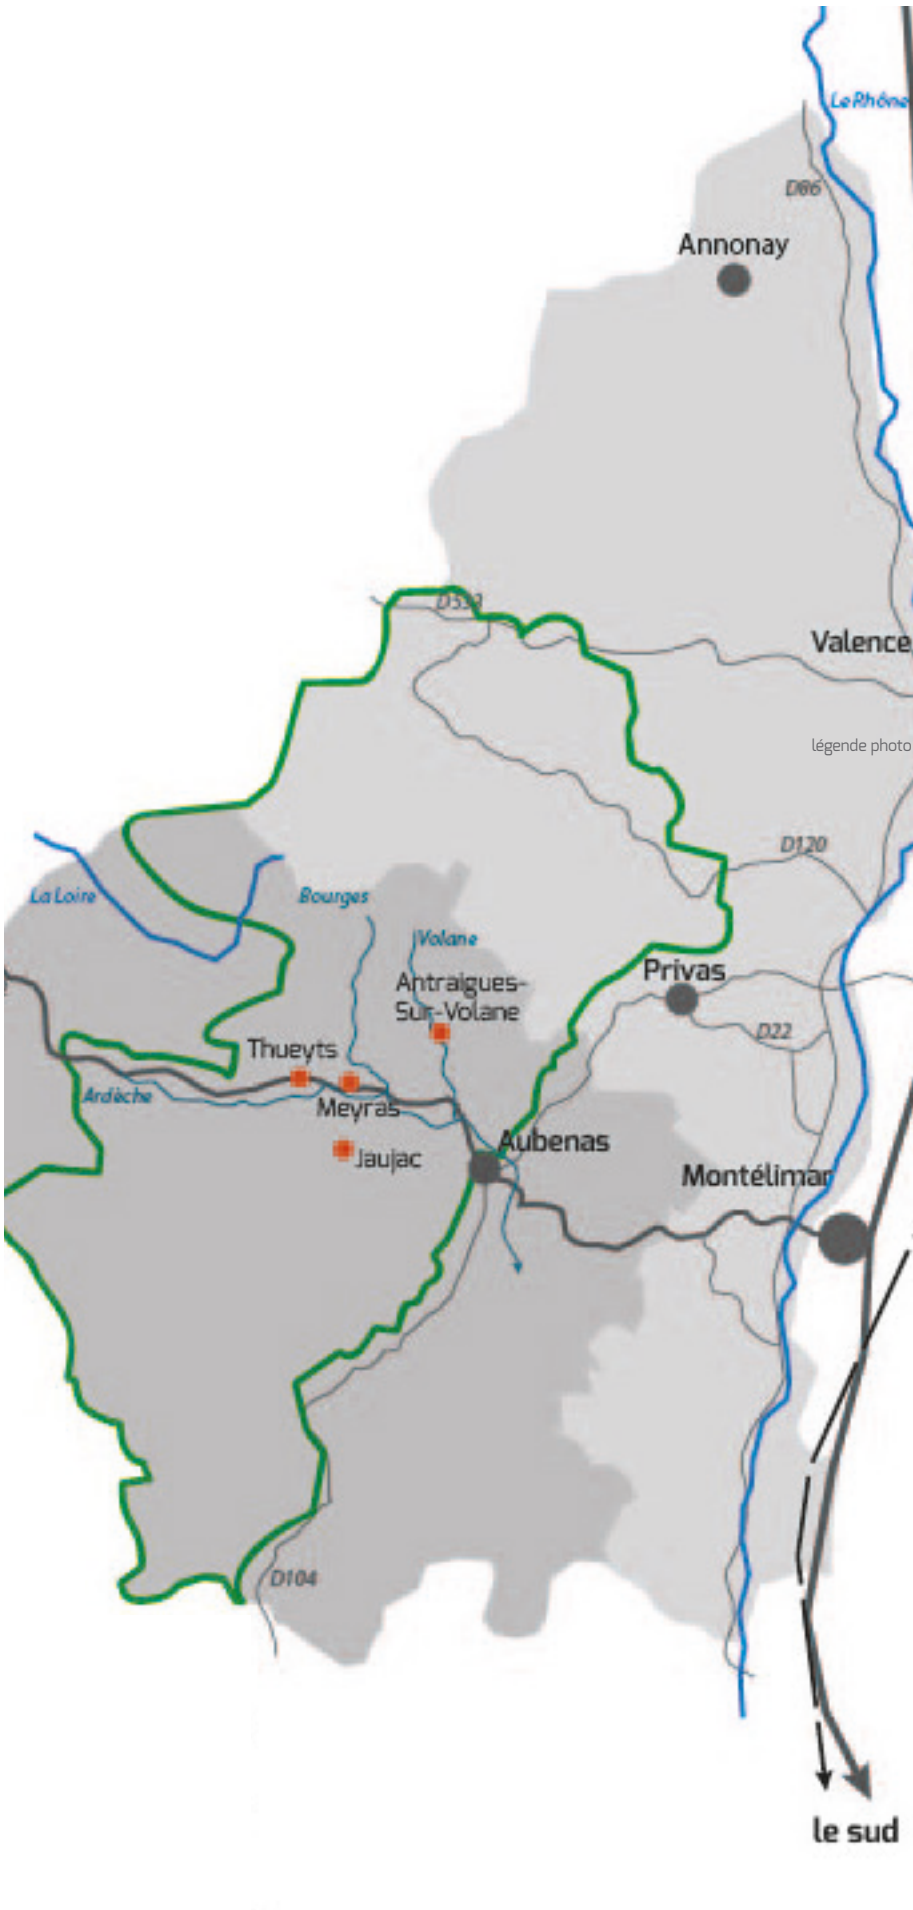 Le Rhône
D86
Annonay
D533
Valence
légende photo
D120
La Loire
Bourges
Volane
Privas
Antraigues-
Sur-Volane
D22
Thueyts
Ardèche
Meyras
Aubenas
Jaujac
Montélimar
D104
le sud